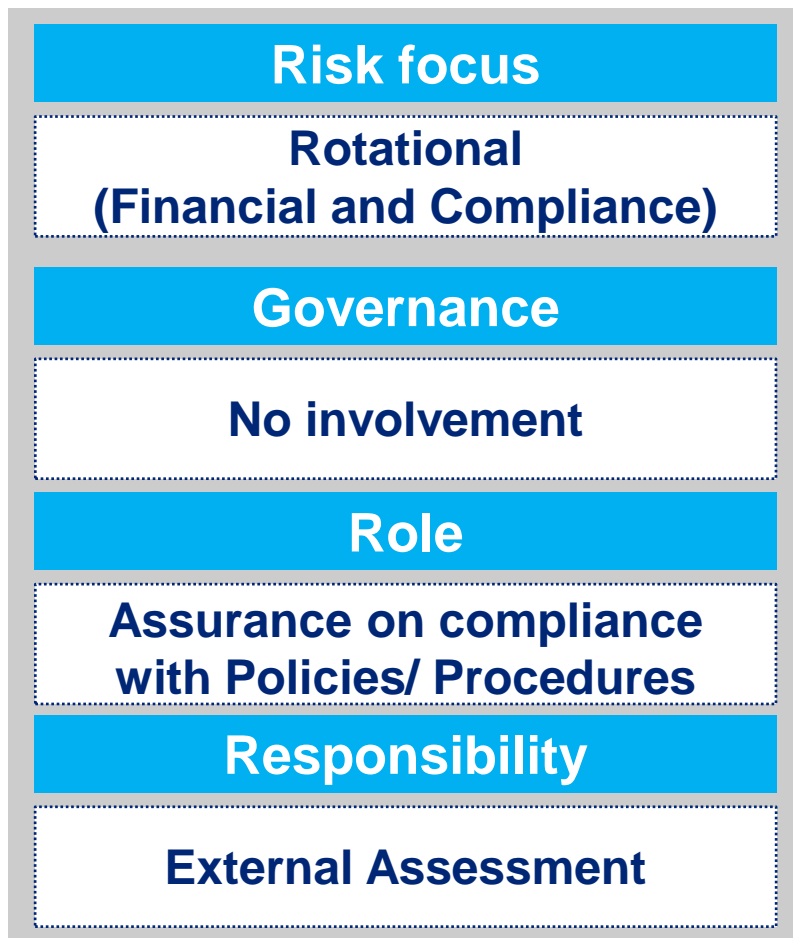 Risk focus
Rotational
(Financial and Compliance)
Governance
No involvement
Role
Assurance on compliance
with Policies/ Procedures
Responsibility
External Assessment